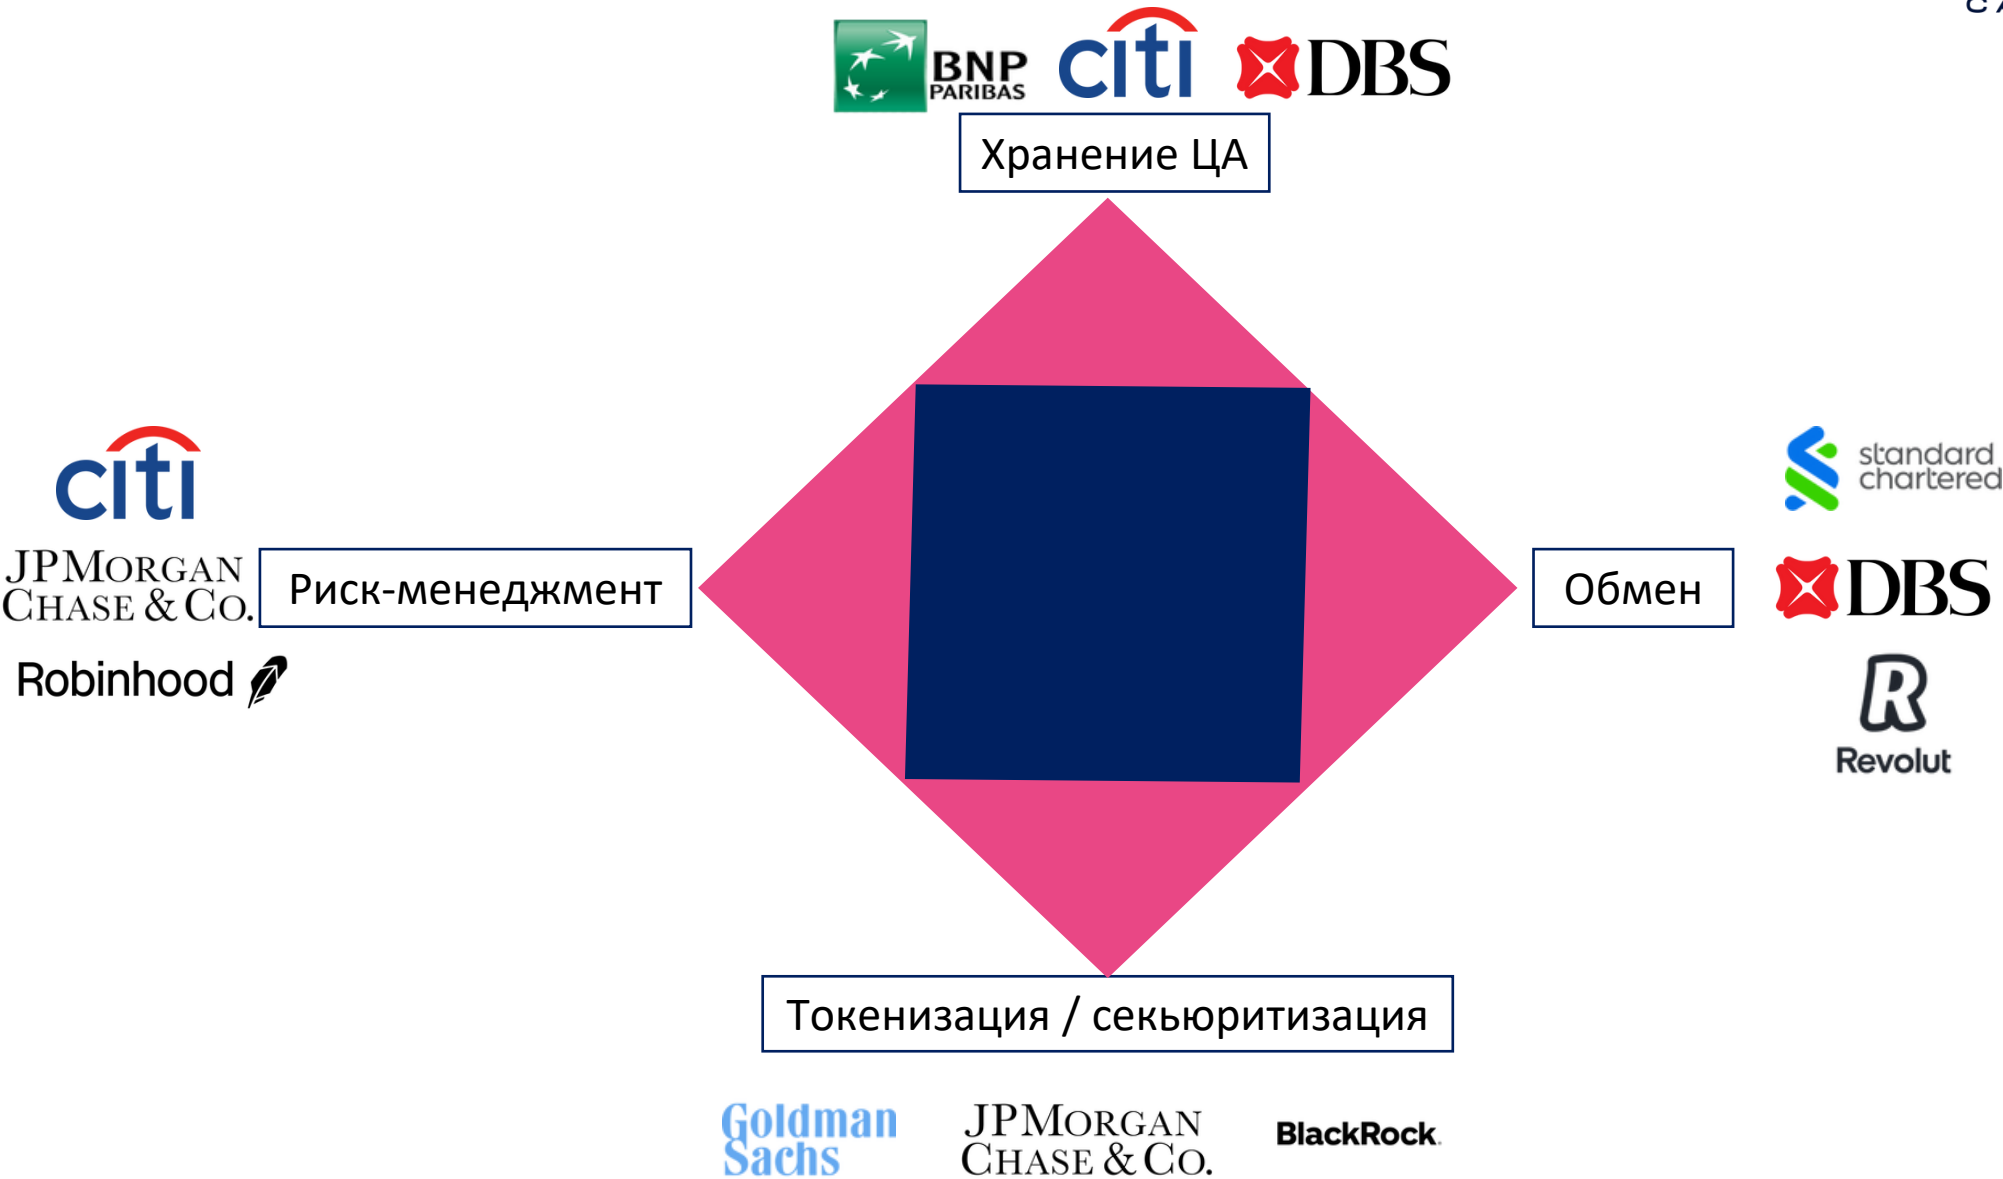 BNP
PARIBAS
citi
DBS
Хранение ЦА
citi
JPMORGAN
CHASE & CO.
Robinhood
Риск-менеджмент
Обмен
standard
chartered
DBS
R
Revolut
Токенизация / секьюритизация
Goldman
Sachs
JPMORGAN
CHASE & CO.
BlackRock.